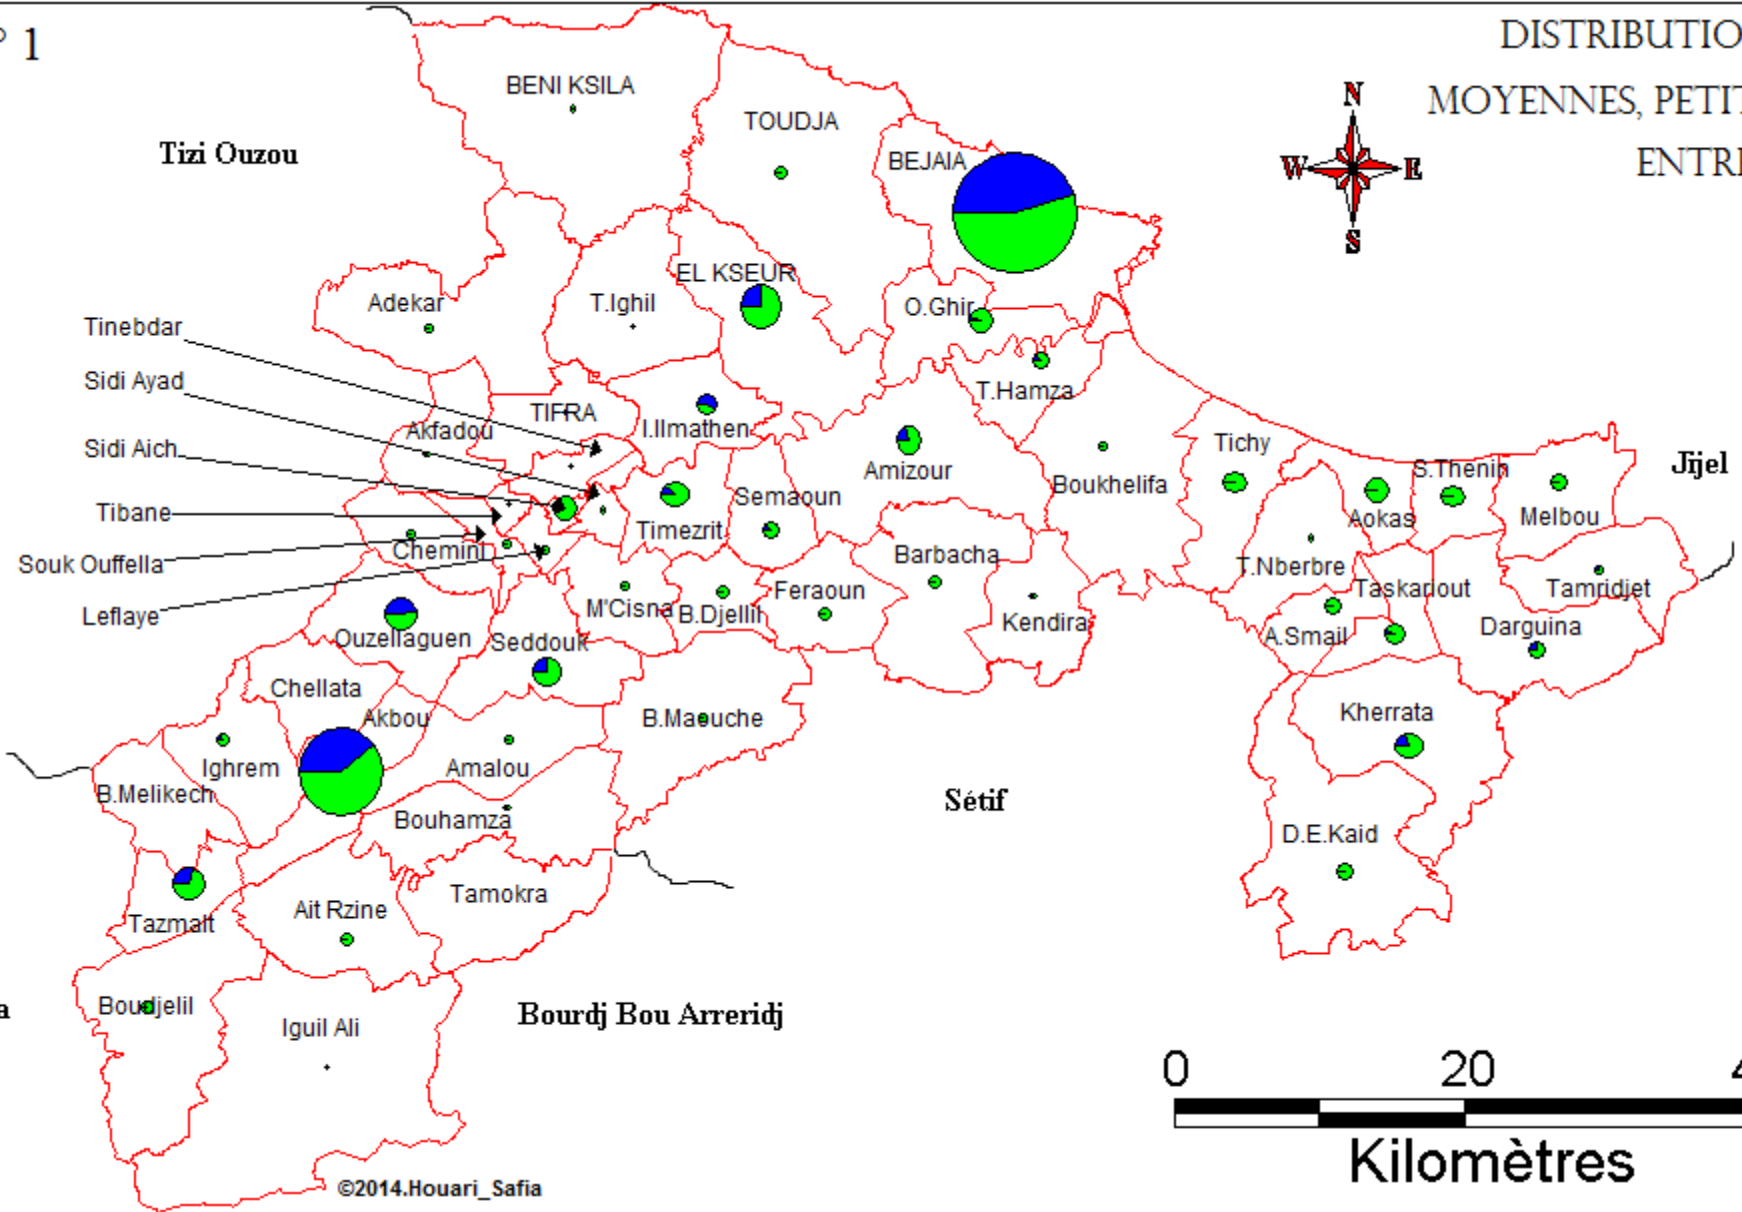 ° 1
DISTRIBUTIO
MOYENNES, PETIT
ENTRE
N
W
E
S
BENI KSILA
TOUDJA
Tizi Ouzou
BEJAIA
EL KSEUR
Adekar
T.Ighil
O.Ghir
Tinebdar
Sidi Ayad
T.Hamza
TIFRA
Akfadou
I.Ilmathen
Sidi Aich
Tichy
Jijel
Amizour
S.Thenin
Boukhelifa
Semaoun
Tibane
Aokas
Melbou
Timezrit
Chemini
Barbacha
Souk Ouffella
T.Nberbre
Taskariout
Tamridjet
Feraoun
Leflaye
M'Cisna
B.Djellil
Kendira
Darguina
Ouzellaguen
Seddouk
A.Smail
Chellata
Akbou
B.Maouche
Kherrata
Ighrem
Amalou
B.Melikech
Sétif
Bouhamza
D.E.Kaid
Tamokra
Ait Rzine
Tazmalt
Boudjelil
a
Bourdj Bou Arreridj
Iguil Ali
0 20 4
Kilomètres
©2014.Houari_Safia